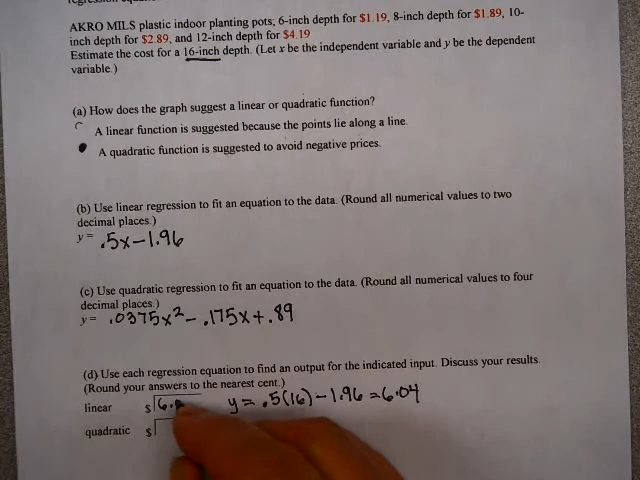 AKRO MILS plastic indoor planting pots; 6-inch depth for $1.19, 8-inch depth for $1.89, 10-
inch depth for $2.89, and 12-inch depth for $4.19
Estimate the cost for a 16-inch depth. (Let x be the independent variable and y be the dependent
variable.)
(a) How does the graph suggest a linear or quadratic function?
A linear function is suggested because the points lie along a line.
A quadratic function is suggested to avoid negative prices.
(b) Use linear regression to fit an equation to the data. (Round all numerical values to two
decimal places.)
y = .5x-1.96
(c) Use quadratic regression to fit an equation to the data. (Round all numerical values to four
decimal places.)
y = .0375x² - .175x + .89
(d) Use each regression equation to find an output for the indicated input. Discuss your results.
(Round your answers to the nearest cent.)
linear $ 6. y = .5(16) - 1.96 = 6.04
quadratic $